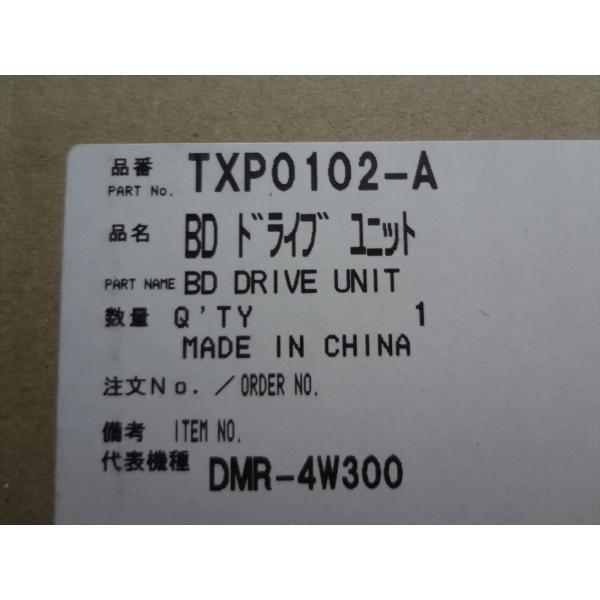 品番 PART No. TXP0102-A
品名 BD ドライブ ユニット
PART NAME BD DRIVE UNIT
数量 Q'TY 1
MADE IN CHINA
注文No. / ORDER NO.
備考 ITEM NO.
代表機種 DMR-4W300